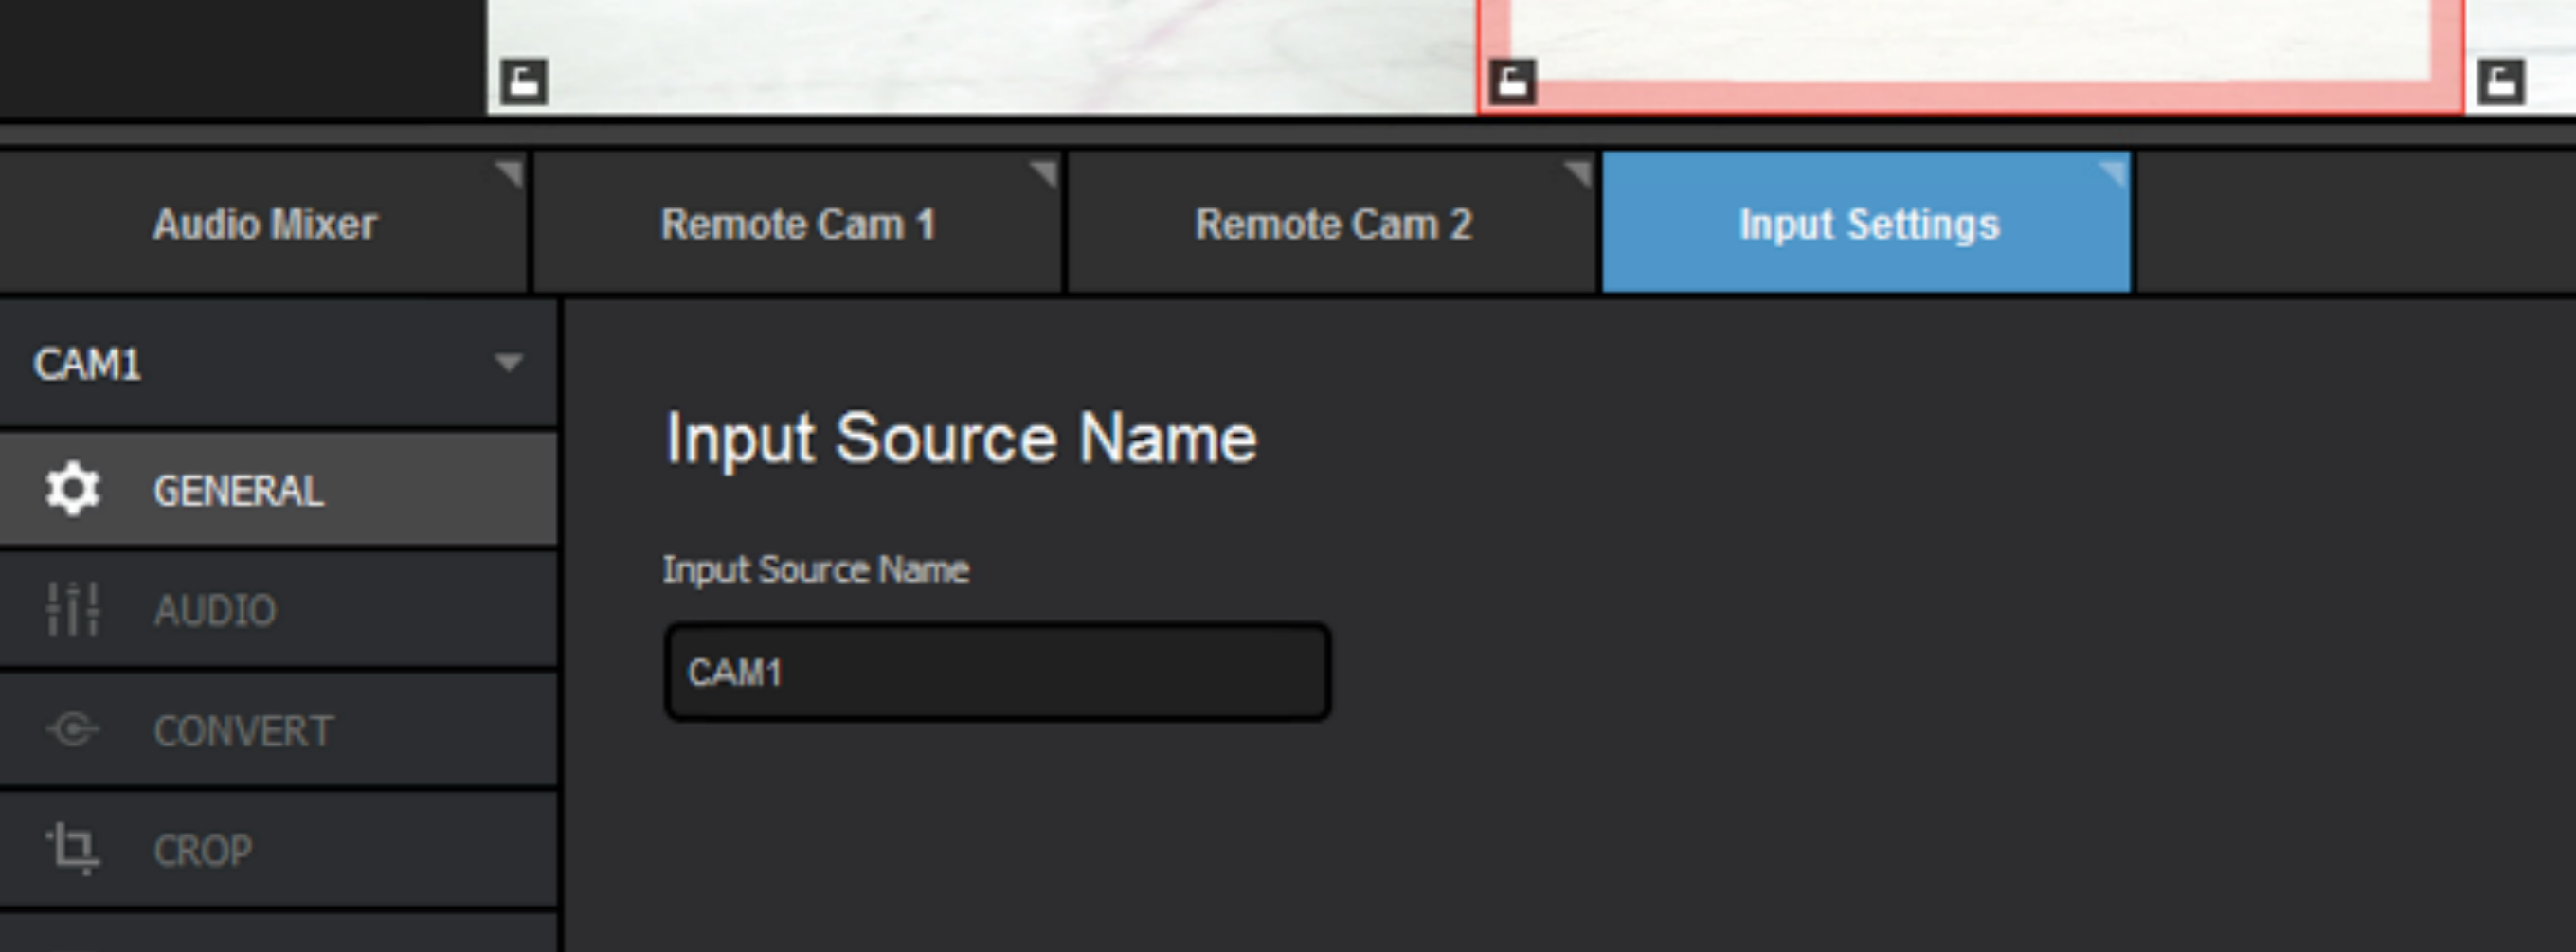 Audio Mixer
Remote Cam 1
Remote Cam 2
Input Settings
CAM1
GENERAL
AUDIO
CONVERT
CROP
Input Source Name
Input Source Name
CAM1